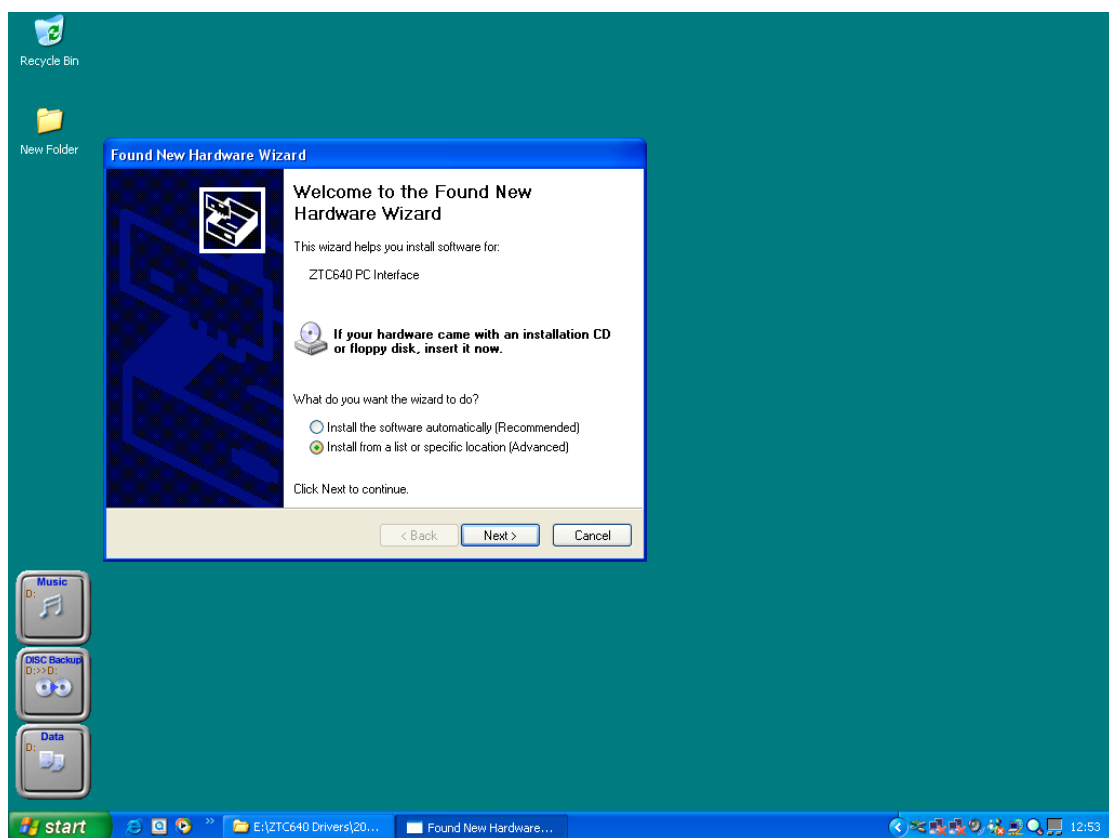 Recycle Bin
New Folder
Found New Hardware Wizard
Welcome to the Found New
Hardware Wizard
This wizard helps you install software for:
ZTC640 PC Interface
If your hardware came with an installation CD
or floppy disk, insert it now.
What do you want the wizard to do?
Install the software automatically (Recommended)
Install from a list or specific location (Advanced)
Click Next to continue.
< Back
Next >
Cancel
Music
D:
DISC Backup
D:>>D:
Data
D:
start
E:\ZTC640 Drivers\20...
Found New Hardware...
12:53